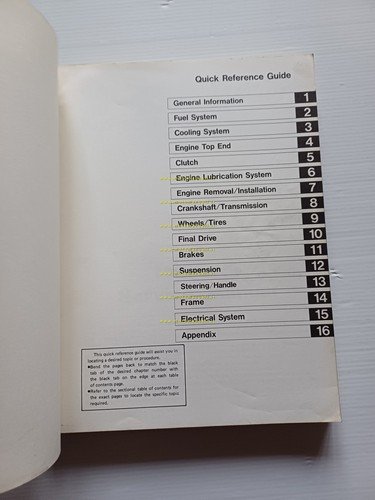 Quick Reference Guide
General Information 1
Fuel System 2
Cooling System 3
Engine Top End 4
Clutch 5
Engine Lubrication System 6
Engine Removal/Installation 7
Crankshaft/Transmission 8
Wheels/Tires 9
Final Drive 10
Brakes 11
Suspension 12
Steering/Handle 13
Frame 14
Electrical System 15
Appendix 16
This quick reference guide will assist you in
locating a desired topic or procedure.
●Bend the pages back to match the black
tab of the desired chapter number with
the black tab on the edge at each table
of contents page.
●Refer to the sectional table of contents for
the exact pages to locate the specific topic
required.